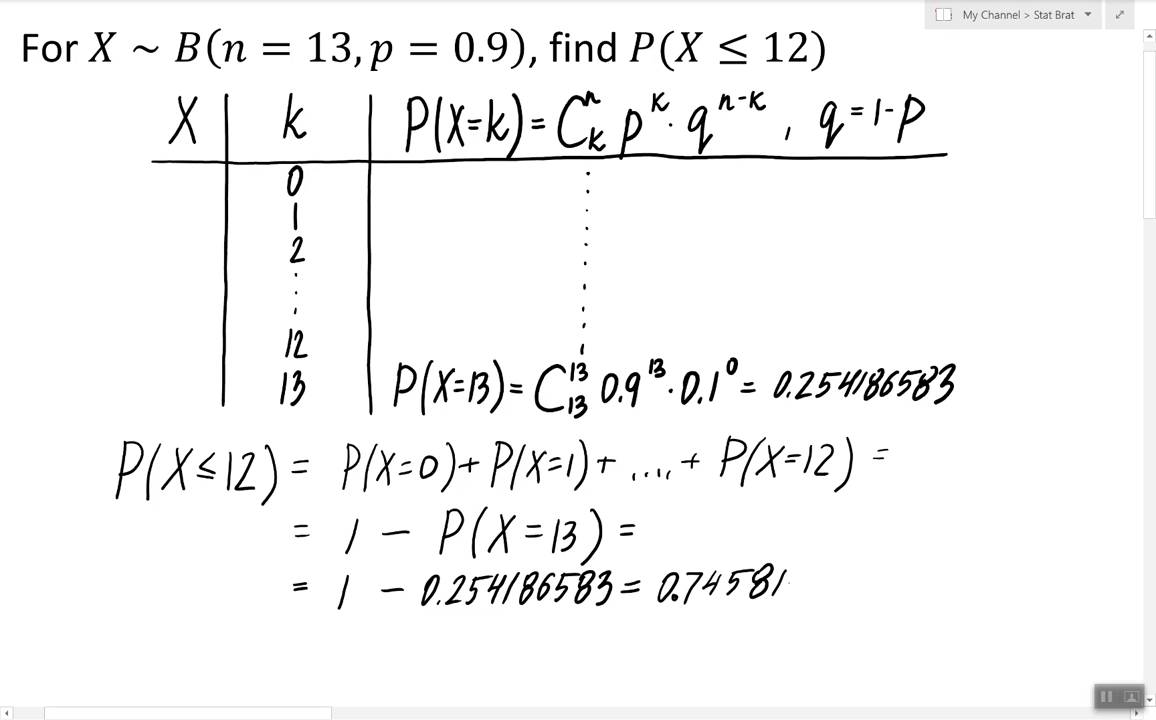 My Channel > Stat Brat
For X ~ B(n = 13, p = 0.9), find P(X ≤ 12)
X k P(X=k) = C^n_k p^k · q^{n-k}, q = 1-p
0
1
2
⋮
12
13 P(X=13) = C^13_13 0.9^13 · 0.1^0 = 0.254186583
P(X ≤ 12) = P(X=0) + P(X=1) + .... + P(X=12) =
= 1 - P(X=13) =
= 1 - 0.254186583 = 0.74581